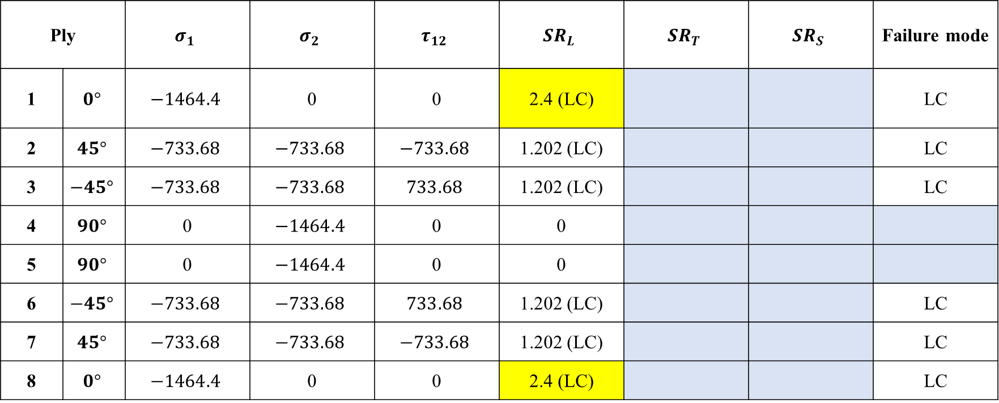 Ply σ₁ σ₂ τ₁₂ SR_L SR_T SR_S Failure mode
1 0° −1464.4 0 0 2.4 (LC) LC
2 45° −733.68 −733.68 −733.68 1.202 (LC) LC
3 −45° −733.68 −733.68 733.68 1.202 (LC) LC
4 90° 0 −1464.4 0 0
5 90° 0 −1464.4 0 0
6 −45° −733.68 −733.68 733.68 1.202 (LC) LC
7 45° −733.68 −733.68 −733.68 1.202 (LC) LC
8 0° −1464.4 0 0 2.4 (LC) LC